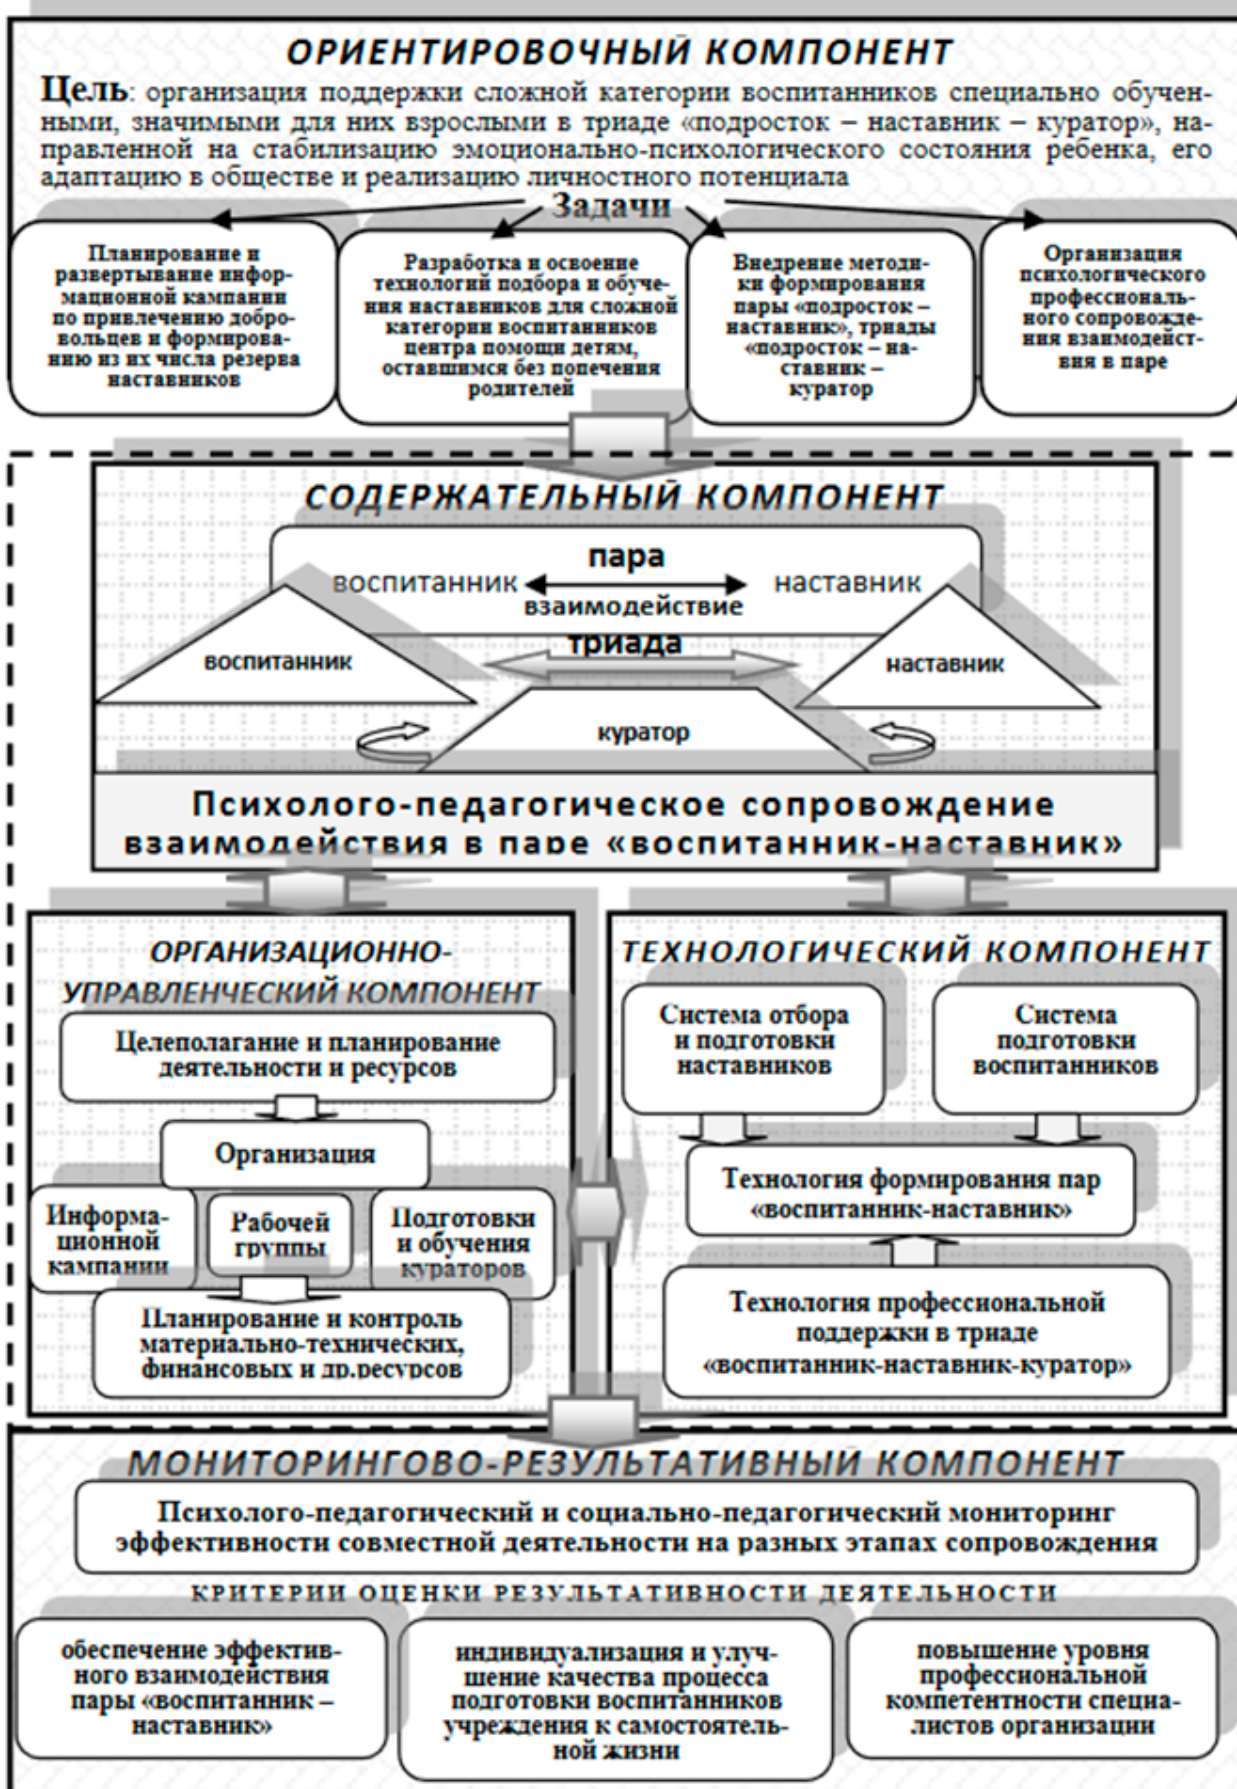 ОРИЕНТИРОВОЧНЫЙ КОМПОНЕНТ
Цель: организация поддержки сложной категории воспитанников специально обучен-
ными, значимыми для них взрослыми в триаде «подросток – наставник – куратор», на-
правленной на стабилизацию эмоционально-психологического состояния ребенка, его
адаптацию в обществе и реализацию личностного потенциала
Задачи
Планирование и
развертывание инфор-
мационной кампании
по привлечению добро-
вольцев и формирова-
нию из их числа резерва
наставников
Разработка и освоение
технологий подбора и обуче-
ния наставников для сложной
категории воспитанников
центра помощи детям,
оставшимся без попечения
родителей
Внедрение методи-
ки формирования
пары «подросток –
наставник», триады
«подросток – на-
ставник –
куратор
Организация
психологического
профессиональ-
ного сопровожде-
ния взаимодейст-
вия в паре
СОДЕРЖАТЕЛЬНЫЙ КОМПОНЕНТ
пара
воспитанник
наставник
взаимодействие
триада
воспитанник
наставник
куратор
Психолого-педагогическое сопровождение
взаимодействия в паре «воспитанник-наставник»
ОРГАНИЗАЦИОННО-
УПРАВЛЕНЧЕСКИЙ КОМПОНЕНТ
Целеполагание и планирование
деятельности и ресурсов
Организация
Информа-
ционной
кампании
Рабочей
группы
Подготовки
и обучения
кураторов
Планирование и контроль
материально-технических,
финансовых и др.ресурсов
ТЕХНОЛОГИЧЕСКИЙ КОМПОНЕНТ
Система отбора
и подготовки
наставников
Система
подготовки
воспитанников
Технология формирования пар
«воспитанник-наставник»
Технология профессиональной
поддержки в триаде
«воспитанник-наставник-куратор»
МОНИТОРИНГОВО-РЕЗУЛЬТАТИВНЫЙ КОМПОНЕНТ
Психолого-педагогический и социально-педагогический мониторинг
эффективности совместной деятельности на разных этапах сопровождения
КРИТЕРИИ ОЦЕНКИ РЕЗУЛЬТАТИВНОСТИ ДЕЯТЕЛЬНОСТИ
обеспечение эффектив-
ного взаимодействия
пары «воспитанник –
наставник»
индивидуализация и улуч-
шение качества процесса
подготовки воспитанников
учреждения к самостоятель-
ной жизни
повышение уровня
профессиональной
компетентности специа-
листов организации